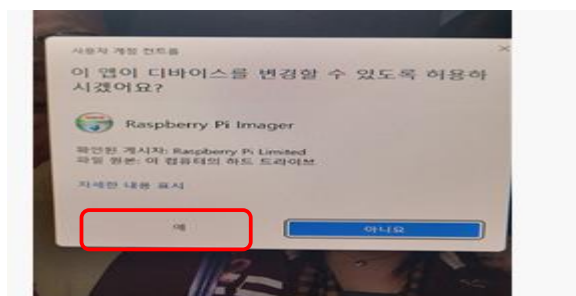 사용자 계정 컨트롤
이 앱이 디바이스를 변경할 수 있도록 허용하
시겠어요?
Raspberry Pi Imager
확인된 게시자: Raspberry Pi Limited
파일 원본: 이 컴퓨터의 하드 드라이브
자세한 내용 표시
예
아니요